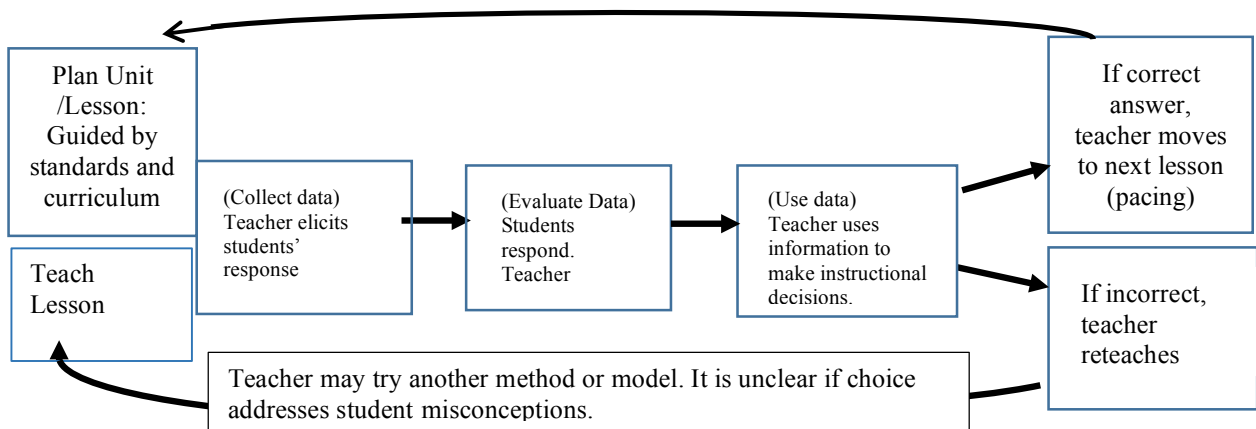 Plan Unit
/Lesson:
Guided by
standards and
curriculum
Teach
Lesson
(Collect data)
Teacher elicits
students’
response
(Evaluate Data)
Students
respond.
Teacher
(Use data)
Teacher uses
information to
make instructional
decisions.
If correct
answer,
teacher moves
to next lesson
(pacing)
If incorrect,
teacher
reteaches
Teacher may try another method or model. It is unclear if choice
addresses student misconceptions.